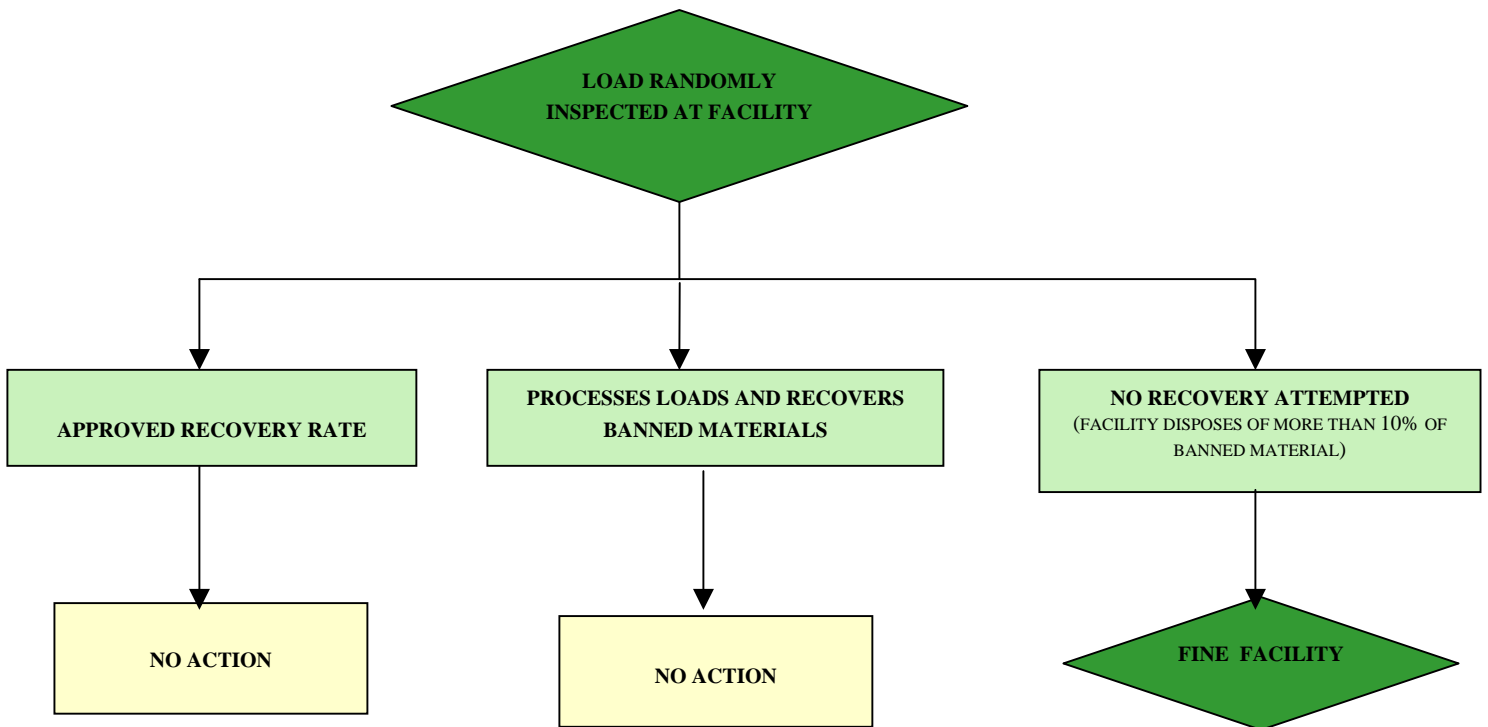 LOAD RANDOMLY
INSPECTED AT FACILITY
APPROVED RECOVERY RATE
PROCESSES LOADS AND RECOVERS
BANNED MATERIALS
NO RECOVERY ATTEMPTED
(FACILITY DISPOSES OF MORE THAN 10% OF
BANNED MATERIAL)
NO ACTION
NO ACTION
FINE FACILITY